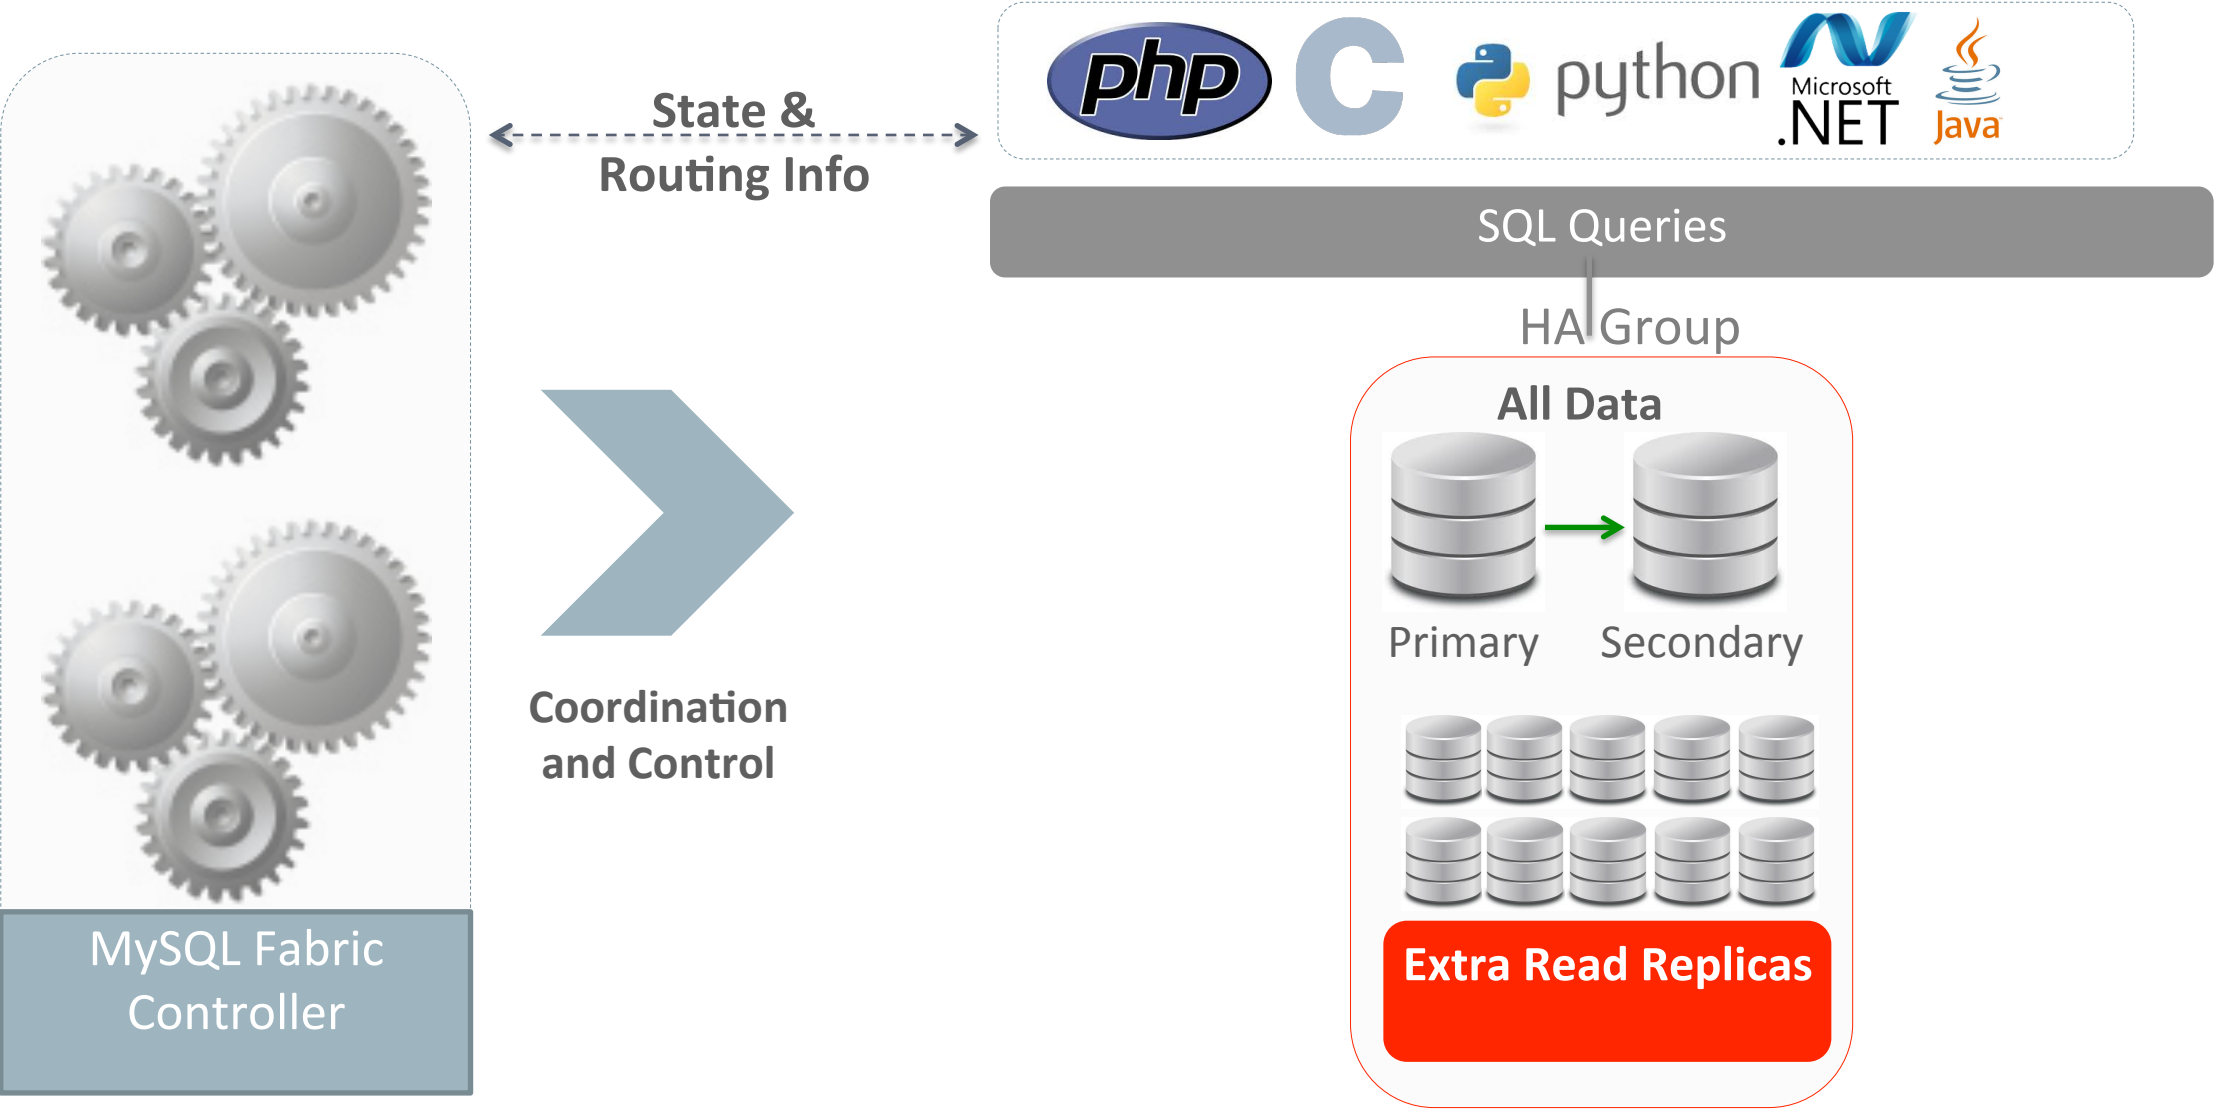 php
C
python
Microsoft
.NET
Java
State &
Routing Info
SQL Queries
HA Group
All Data
Primary
Secondary
Coordination
and Control
Extra Read Replicas
MySQL Fabric
Controller